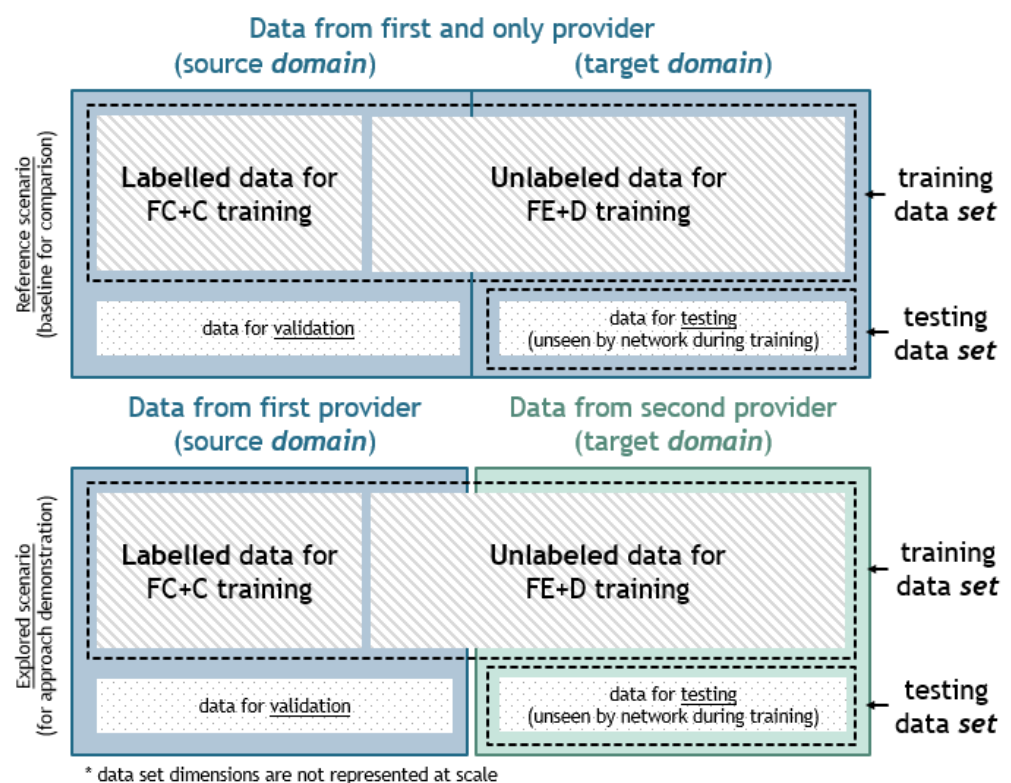 Data from first and only provider
(source domain)
(target domain)
Reference scenario
(baseline for comparison)
Labelled data for
FC+C training
Unlabeled data for
FE+D training
training
data set
data for validation
data for testing
(unseen by network during training)
testing
data set
Data from first provider
(source domain)
Data from second provider
(target domain)
Explored scenario
(for approach demonstration)
Labelled data for
FC+C training
Unlabeled data for
FE+D training
training
data set
data for validation
data for testing
(unseen by network during training)
testing
data set
* data set dimensions are not represented at scale